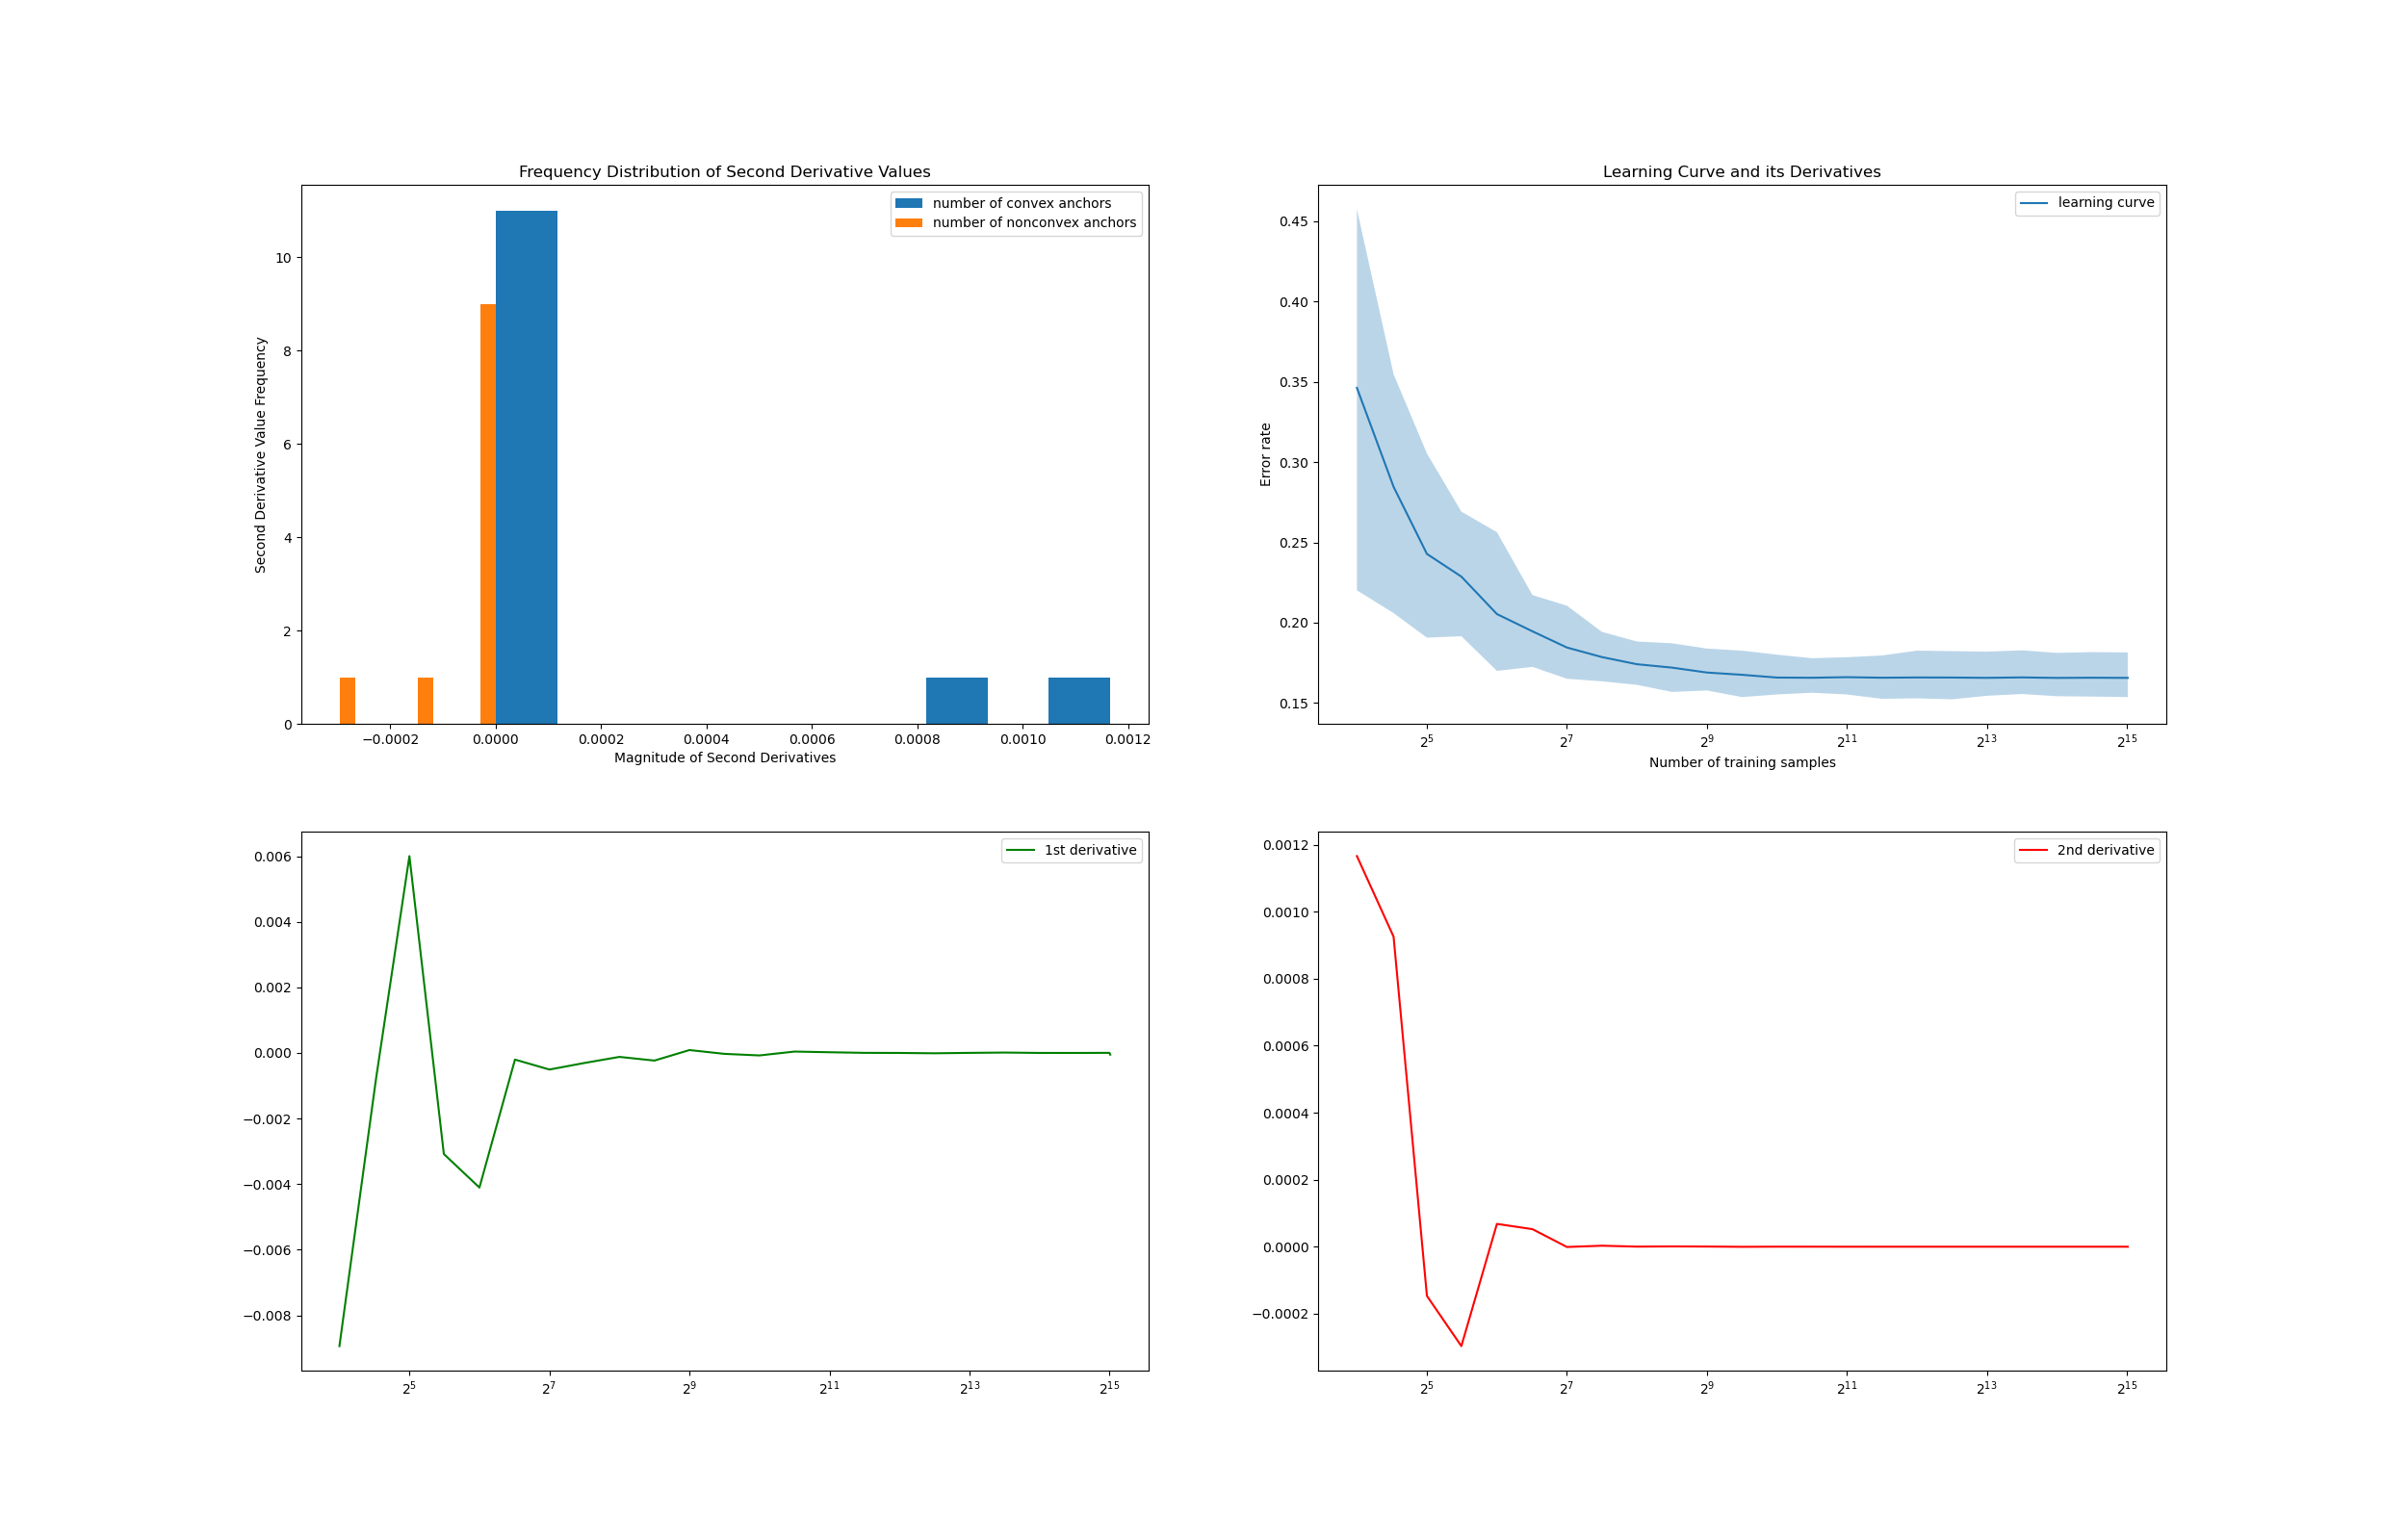 Frequency Distribution of Second Derivative Values
number of convex anchors
number of nonconvex anchors
Second Derivative Value Frequency
10
8
6
4
2
0
−0.0002 0.0000 0.0002 0.0004 0.0006 0.0008 0.0010 0.0012
Magnitude of Second Derivatives
Learning Curve and its Derivatives
learning curve
Error rate
0.45
0.40
0.35
0.30
0.25
0.20
0.15
2^5 2^7 2^9 2^11 2^13 2^15
Number of training samples
1st derivative
0.006
0.004
0.002
0.000
−0.002
−0.004
−0.006
−0.008
2^5 2^7 2^9 2^11 2^13 2^15
2nd derivative
0.0012
0.0010
0.0008
0.0006
0.0004
0.0002
0.0000
−0.0002
2^5 2^7 2^9 2^11 2^13 2^15